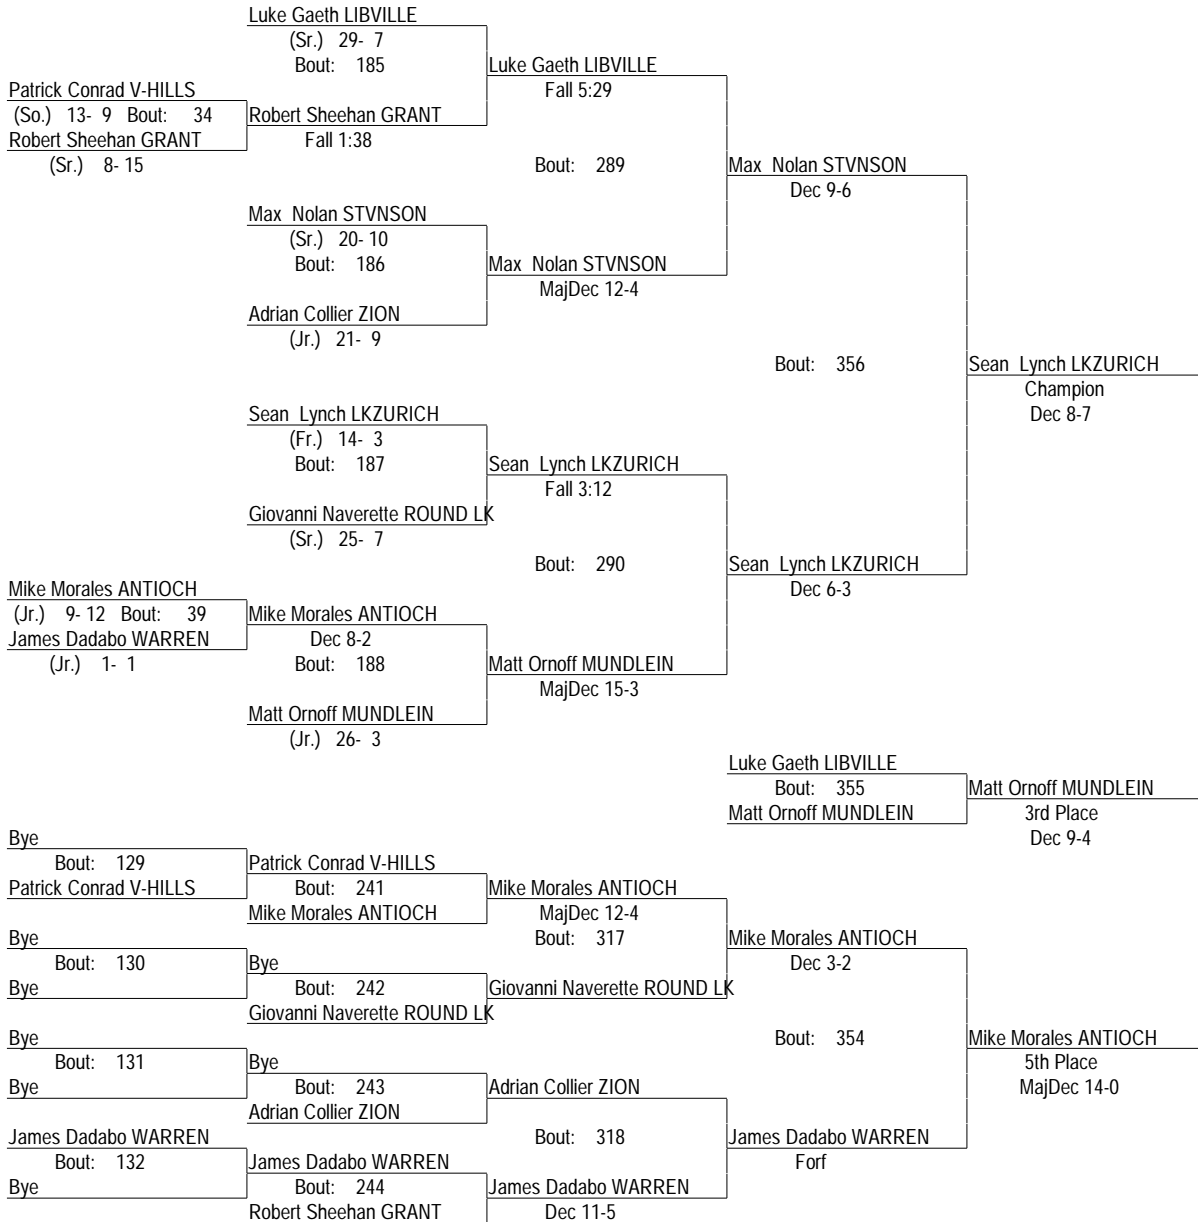 Luke Gaeth LIBVILLE
(Sr.) 29- 7
Bout: 185
Luke Gaeth LIBVILLE
Fall 5:29
Patrick Conrad V-HILLS
(So.) 13- 9 Bout: 34
Robert Sheehan GRANT
Fall 1:38
Robert Sheehan GRANT
(Sr.) 8- 15
Bout: 289
Max Nolan STVNSON
Dec 9-6
Max Nolan STVNSON
(Sr.) 20- 10
Bout: 186
Max Nolan STVNSON
MajDec 12-4
Adrian Collier ZION
(Jr.) 21- 9
Bout: 356
Sean Lynch LKZURICH
Champion
Dec 8-7
Sean Lynch LKZURICH
(Fr.) 14- 3
Bout: 187
Sean Lynch LKZURICH
Fall 3:12
Giovanni Naverette ROUND LK
(Sr.) 25- 7
Bout: 290
Sean Lynch LKZURICH
Dec 6-3
Mike Morales ANTIOCH
(Jr.) 9- 12 Bout: 39
Mike Morales ANTIOCH
Dec 8-2
James Dadabo WARREN
(Jr.) 1- 1
Bout: 188
Matt Ornoff MUNDLEIN
MajDec 15-3
Matt Ornoff MUNDLEIN
(Jr.) 26- 3
Luke Gaeth LIBVILLE
Bout: 355
Matt Ornoff MUNDLEIN
Matt Ornoff MUNDLEIN
3rd Place
Dec 9-4
Bye
Bout: 129
Patrick Conrad V-HILLS
Patrick Conrad V-HILLS
Bout: 241
Mike Morales ANTIOCH
Mike Morales ANTIOCH
MajDec 12-4
Bout: 317
Mike Morales ANTIOCH
Dec 3-2
Bye
Bout: 130
Bye
Bye
Bout: 242
Giovanni Naverette ROUND LK
Giovanni Naverette ROUND LK
Bout: 354
Mike Morales ANTIOCH
5th Place
MajDec 14-0
Bye
Bout: 131
Bye
Bye
Bout: 243
Adrian Collier ZION
Adrian Collier ZION
Bout: 318
James Dadabo WARREN
Forf
James Dadabo WARREN
Bout: 132
Bye
James Dadabo WARREN
Bout: 244
Robert Sheehan GRANT
James Dadabo WARREN
Dec 11-5